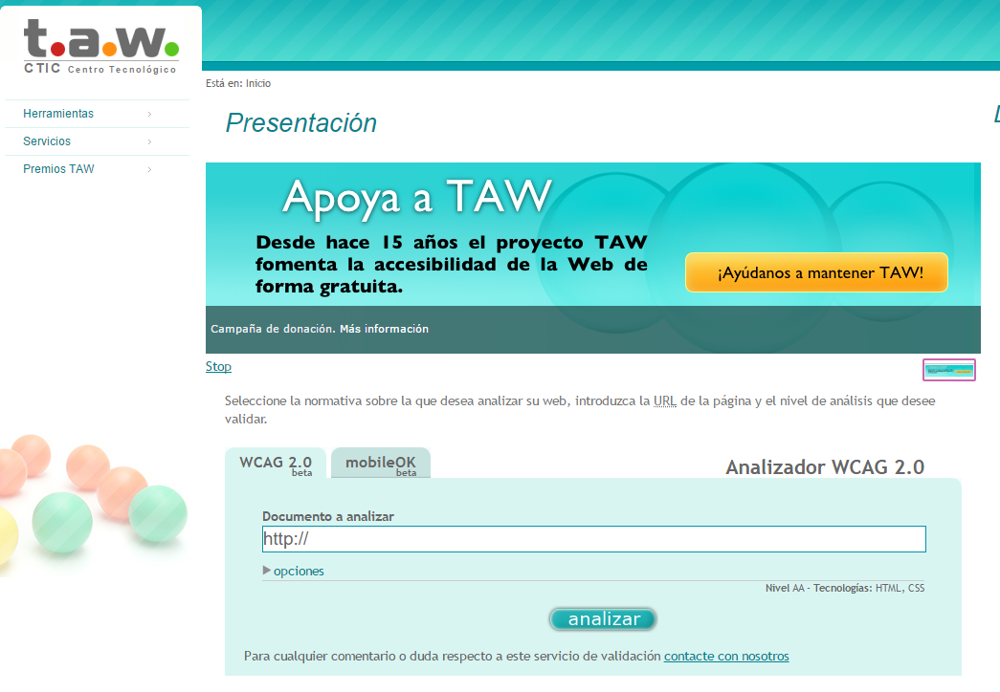 t.a.w.
CTIC Centro Tecnológico
Herramientas
Servicios
Premios TAW
Está en: Inicio
Presentación
Apoya a TAW
Desde hace 15 años el proyecto TAW
fomenta la accesibilidad de la Web de
forma gratuita.
¡Ayúdanos a mantener TAW!
Campaña de donación. Más información
Stop
Seleccione la normativa sobre la que desea analizar su web, introduzca la URL de la página y el nivel de análisis que desee
validar.
WCAG 2.0
beta
mobileOK
beta
Analizador WCAG 2.0
Documento a analizar
http://
opciones
Nivel AA - Tecnologías: HTML, CSS
analizar
Para cualquier comentario o duda respecto a este servicio de validación contacte con nosotros